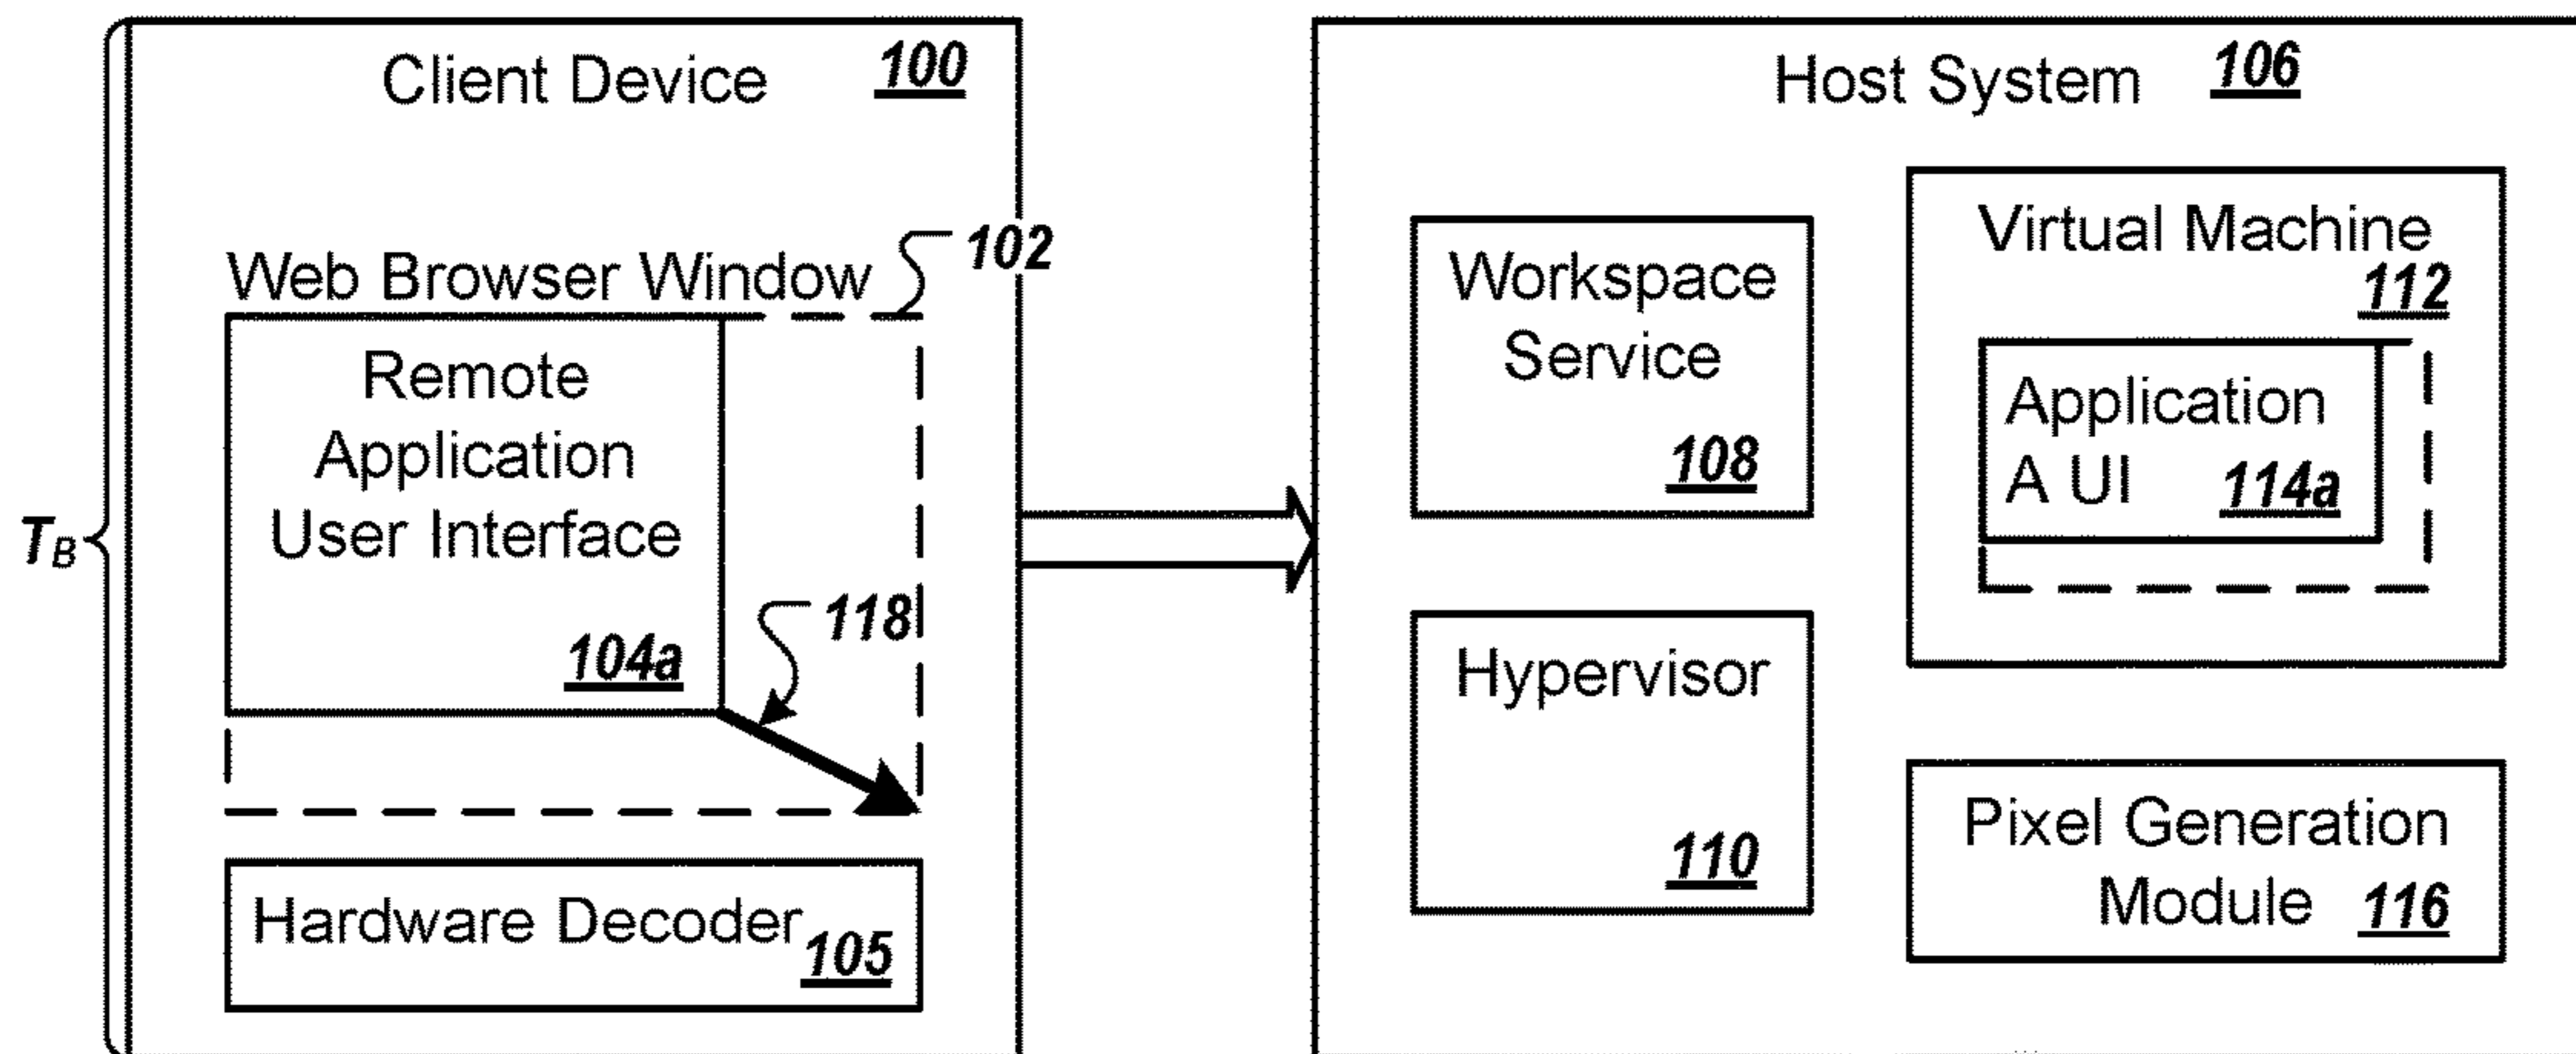 Client Device 100
Web Browser Window 102
Remote
Application
User Interface
104a
118
Hardware Decoder 105
T_B
Host System 106
Workspace
Service
108
Hypervisor
110
Virtual Machine
112
Application
A UI 114a
Pixel Generation
Module 116